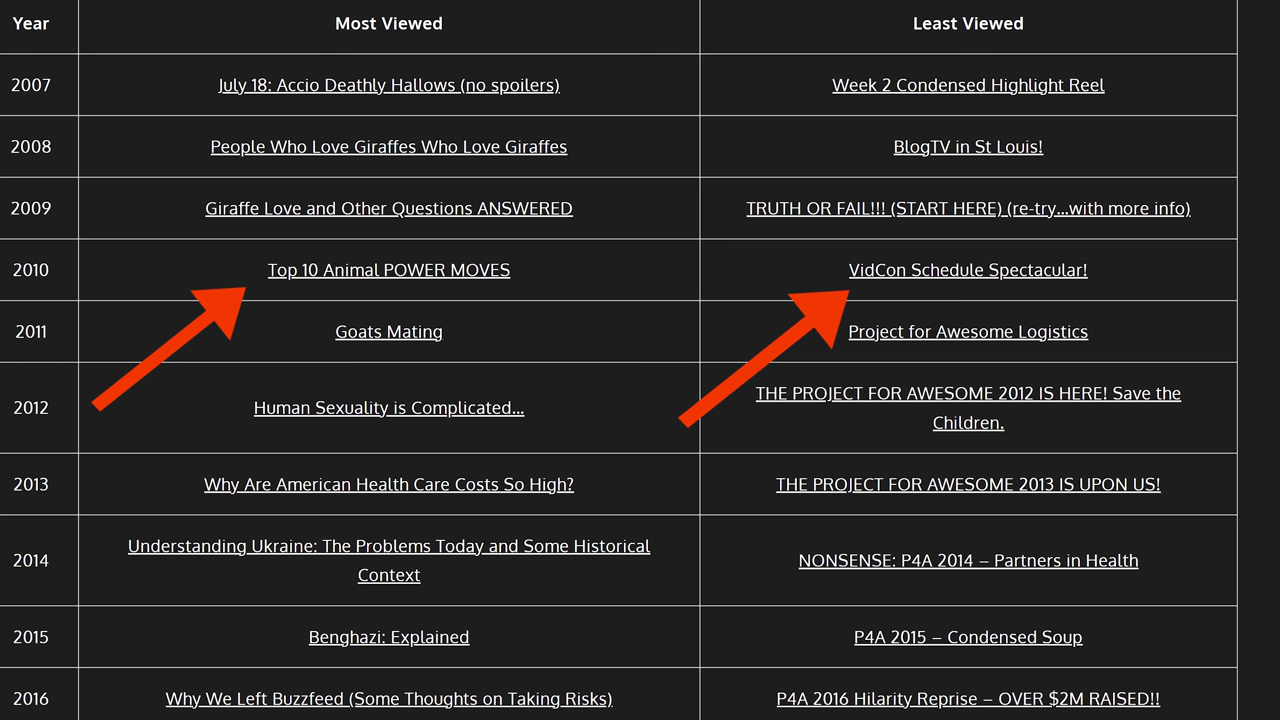 Year Most Viewed Least Viewed
2007 July 18: Accio Deathly Hallows (no spoilers) Week 2 Condensed Highlight Reel
2008 People Who Love Giraffes Who Love Giraffes BlogTV in St Louis!
2009 Giraffe Love and Other Questions ANSWERED TRUTH OR FAIL!!! (START HERE) (re-try...with more info)
2010 Top 10 Animal POWER MOVES VidCon Schedule Spectacular!
2011 Goats Mating Project for Awesome Logistics
2012 Human Sexuality is Complicated... THE PROJECT FOR AWESOME 2012 IS HERE! Save the
Children.
2013 Why Are American Health Care Costs So High? THE PROJECT FOR AWESOME 2013 IS UPON US!
2014 Understanding Ukraine: The Problems Today and Some Historical
Context NONSENSE: P4A 2014 – Partners in Health
2015 Benghazi: Explained P4A 2015 – Condensed Soup
2016 Why We Left Buzzfeed (Some Thoughts on Taking Risks) P4A 2016 Hilarity Reprise – OVER $2M RAISED!!